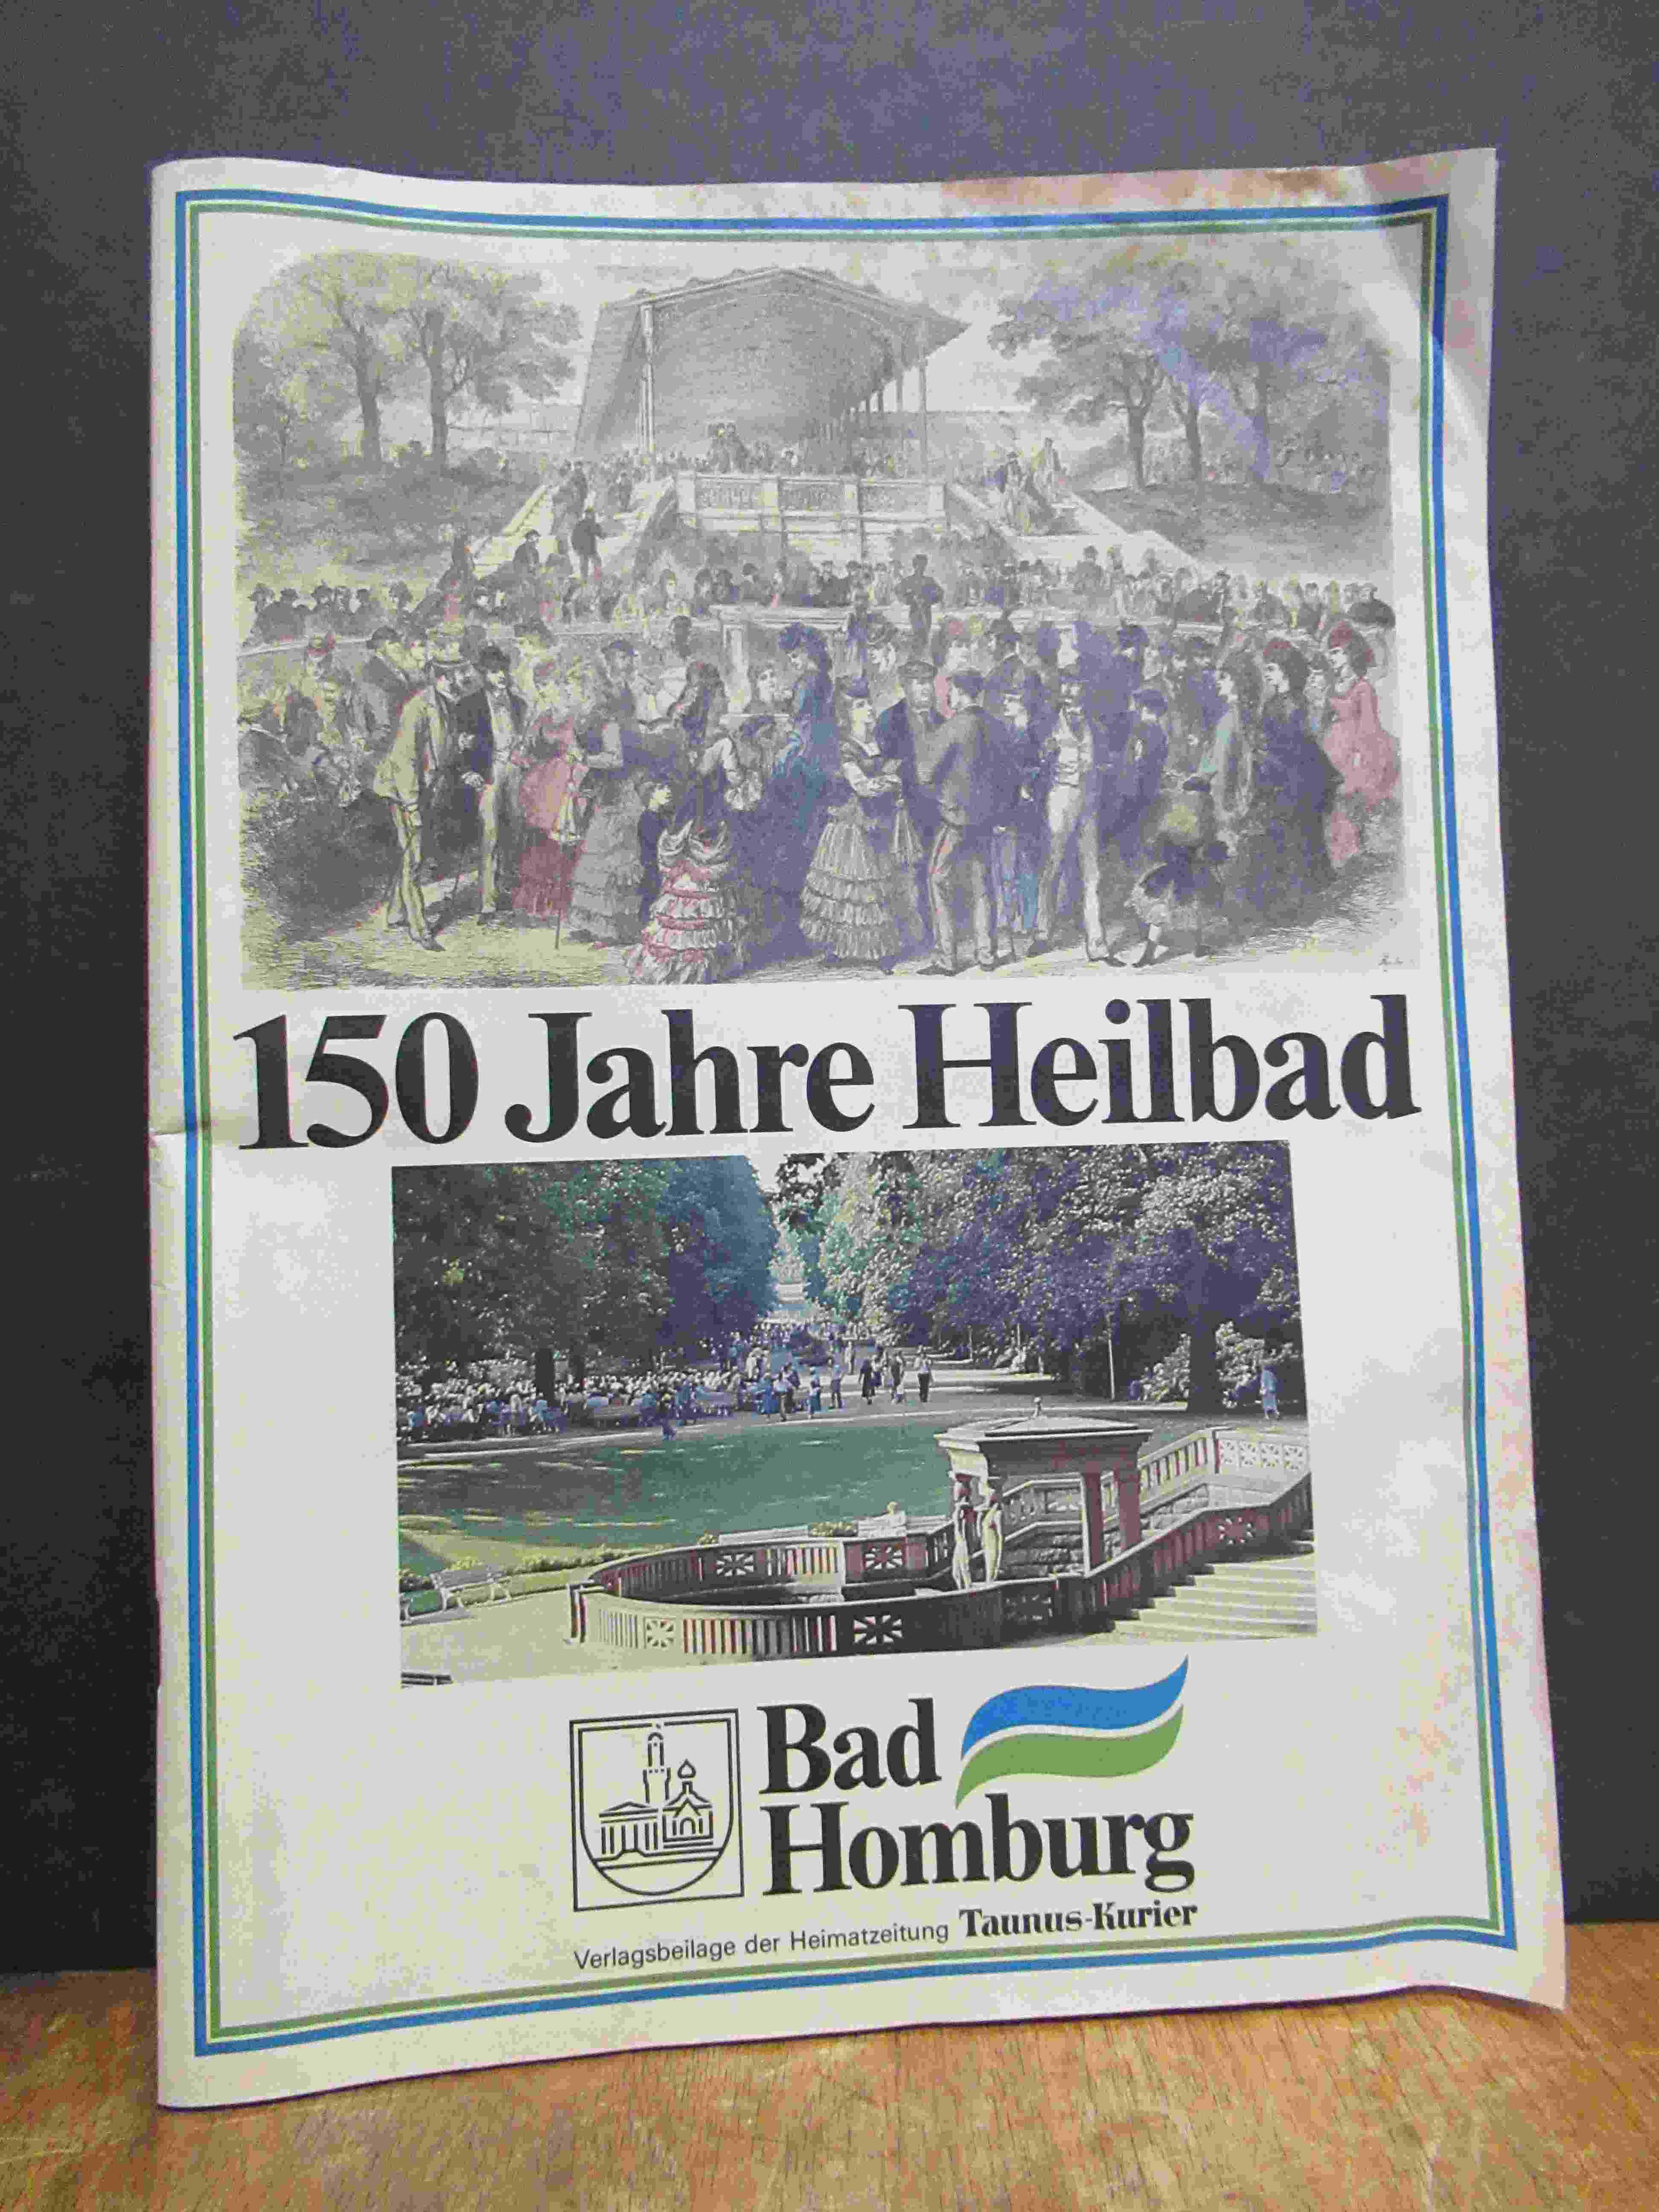 150 Jahre Heilbad
Bad
Homburg
Verlagsbeilage der Heimatzeitung Taunus-Kurier